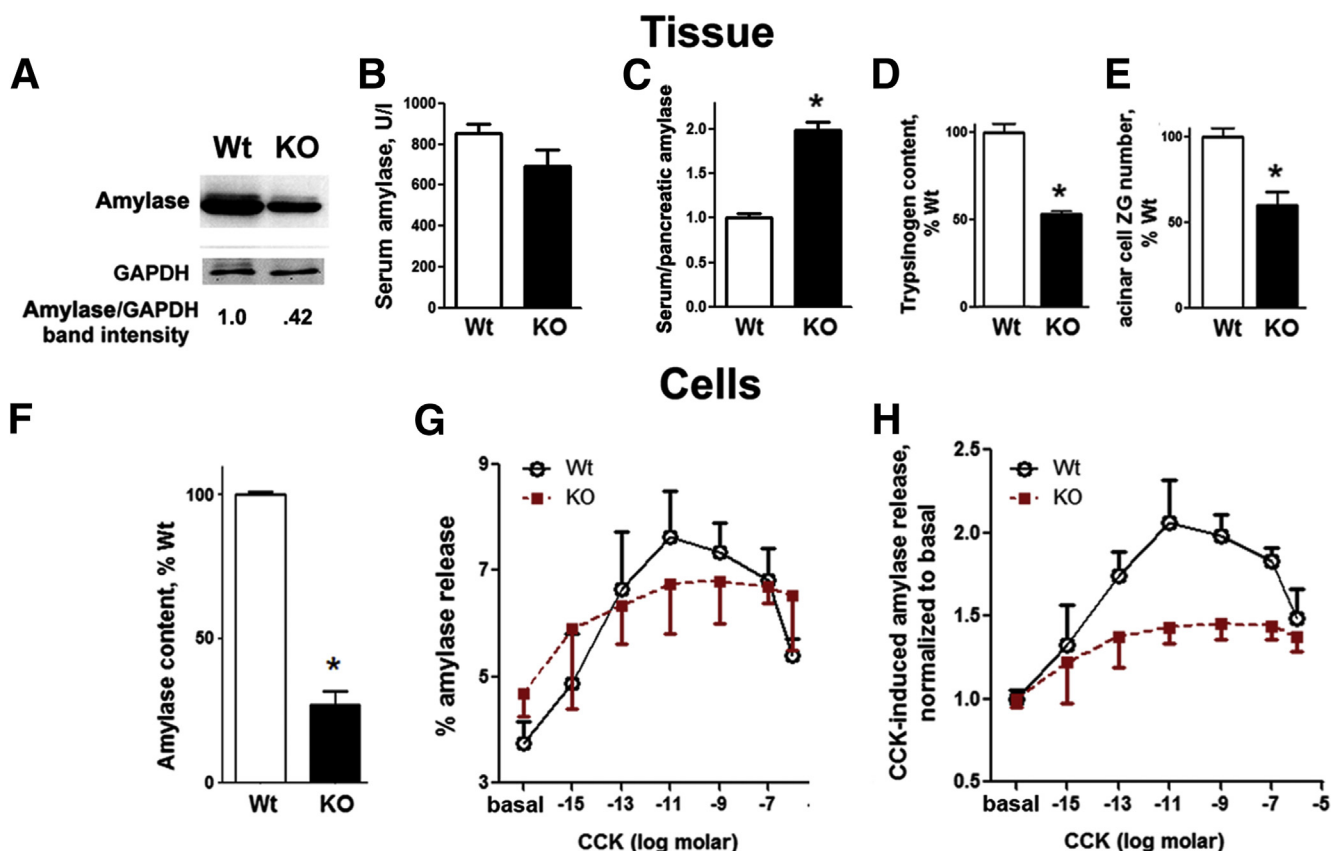 Tissue
A
Wt KO
Amylase
GAPDH
Amylase/GAPDH
band intensity
1.0 .42
B
Serum amylase, U/l
1000
800
600
400
200
0
Wt KO
C
Serum/pancreatic amylase
*
2.0
1.5
1.0
0.5
0.0
Wt KO
D
Trypsinogen content,
% Wt
100
50
0
*
Wt KO
E
acinar cell ZG number,
% Wt
100
50
0
*
Wt KO
Cells
F
Amylase content, % Wt
100
50
0
*
Wt KO
G
% amylase release
9
7
5
3
Wt
KO
basal -15 -13 -11 -9 -7
CCK (log molar)
H
CCK-induced amylase release,
normalized to basal
2.5
2.0
1.5
1.0
0.5
Wt
KO
basal -15 -13 -11 -9 -7 -5
CCK (log molar)